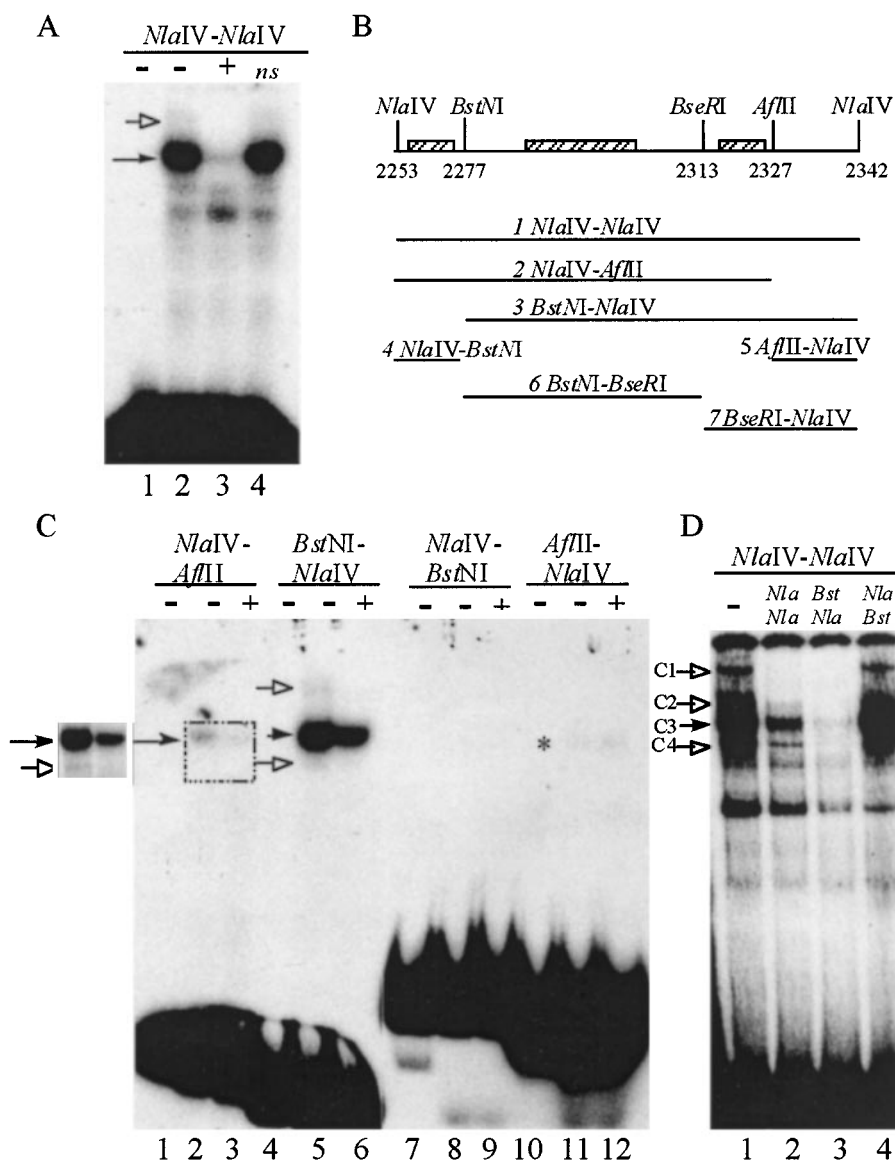 A
NlaIV-NlaIV
- - + ns
1 2 3 4
B
NlaIV BstNI BseRI AflII NlaIV
2253 2277 2313 2327 2342
1 NlaIV-NlaIV
2 NlaIV-AflII
3 BstNI-NlaIV
4 NlaIV-BstNI 5 AflII-NlaIV
6 BstNI-BseRI
7 BseRI-NlaIV
C
NlaIV- BstNI- NlaIV- AflII-
AflII NlaIV BstNI NlaIV
- - + - - + - - + - - +
*
1 2 3 4 5 6 7 8 9 10 11 12
D
NlaIV-NlaIV
- Nla Bst Nla
Nla Nla Bst
C1
C2
C3
C4
1 2 3 4